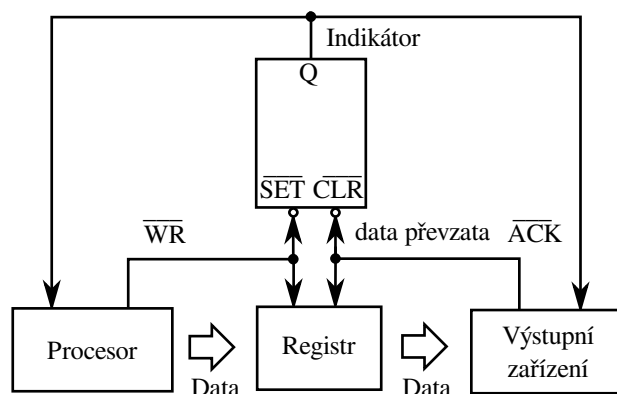 Indikátor
Q
SET CLR
WR
data převzata
ACK
Procesor
Registr
Výstupní
zařízení
Data
Data